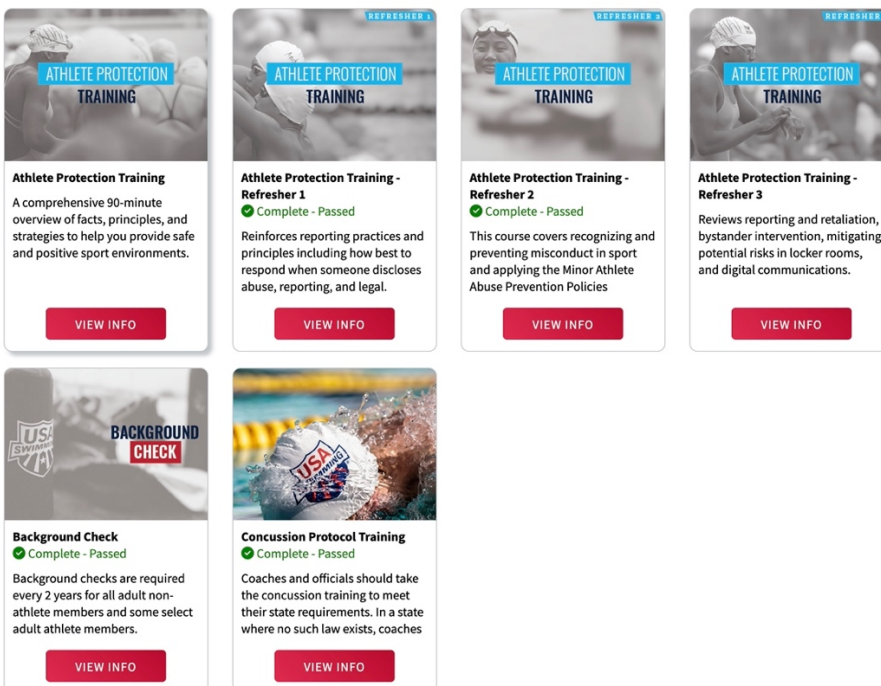 ATHLETE PROTECTION
TRAINING
Athlete Protection Training
A comprehensive 90-minute
overview of facts, principles, and
strategies to help you provide safe
and positive sport environments.
VIEW INFO
REFRESHER 1
ATHLETE PROTECTION
TRAINING
Athlete Protection Training -
Refresher 1
Complete - Passed
Reinforces reporting practices and
principles including how best to
respond when someone discloses
abuse, reporting, and legal.
VIEW INFO
REFRESHER 2
ATHLETE PROTECTION
TRAINING
Athlete Protection Training -
Refresher 2
Complete - Passed
This course covers recognizing and
preventing misconduct in sport
and applying the Minor Athlete
Abuse Prevention Policies
VIEW INFO
REFRESHER
ATHLETE PROTECTION
TRAINING
Athlete Protection Training -
Refresher 3
Reviews reporting and retaliation,
bystander intervention, mitigating
potential risks in locker rooms,
and digital communications.
VIEW INFO
USA
SWIMMING
BACKGROUND
CHECK
Background Check
Complete - Passed
Background checks are required
every 2 years for all adult non-
athlete members and some select
adult athlete members.
VIEW INFO
USA
SWIMMING
Concussion Protocol Training
Complete - Passed
Coaches and officials should take
the concussion training to meet
their state requirements. In a state
where no such law exists, coaches
VIEW INFO